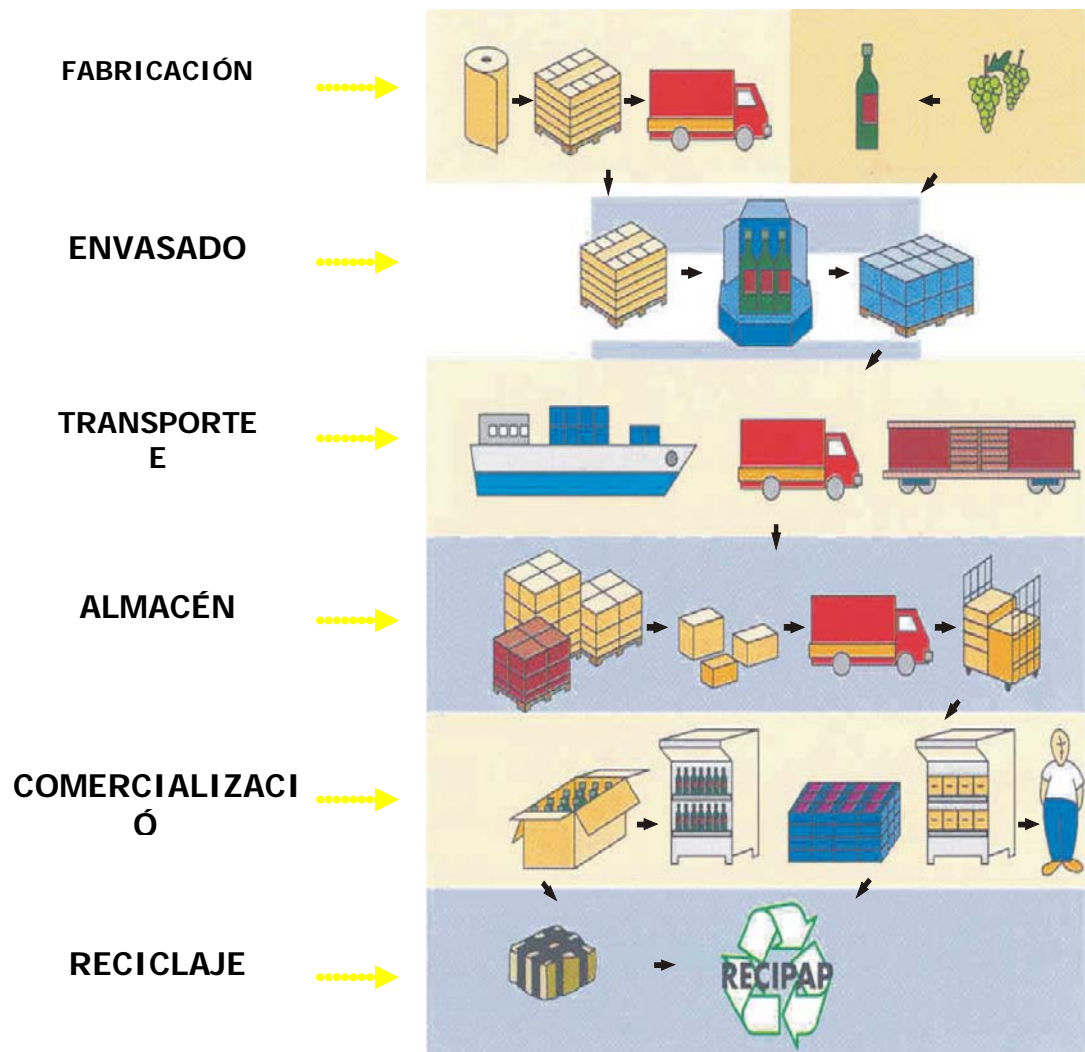 FABRICACIÓN
ENVASADO
TRANSPORTE
E
ALMACÉN
COMERCIALIZACI
Ó
RECICLAJE
RECIPAP